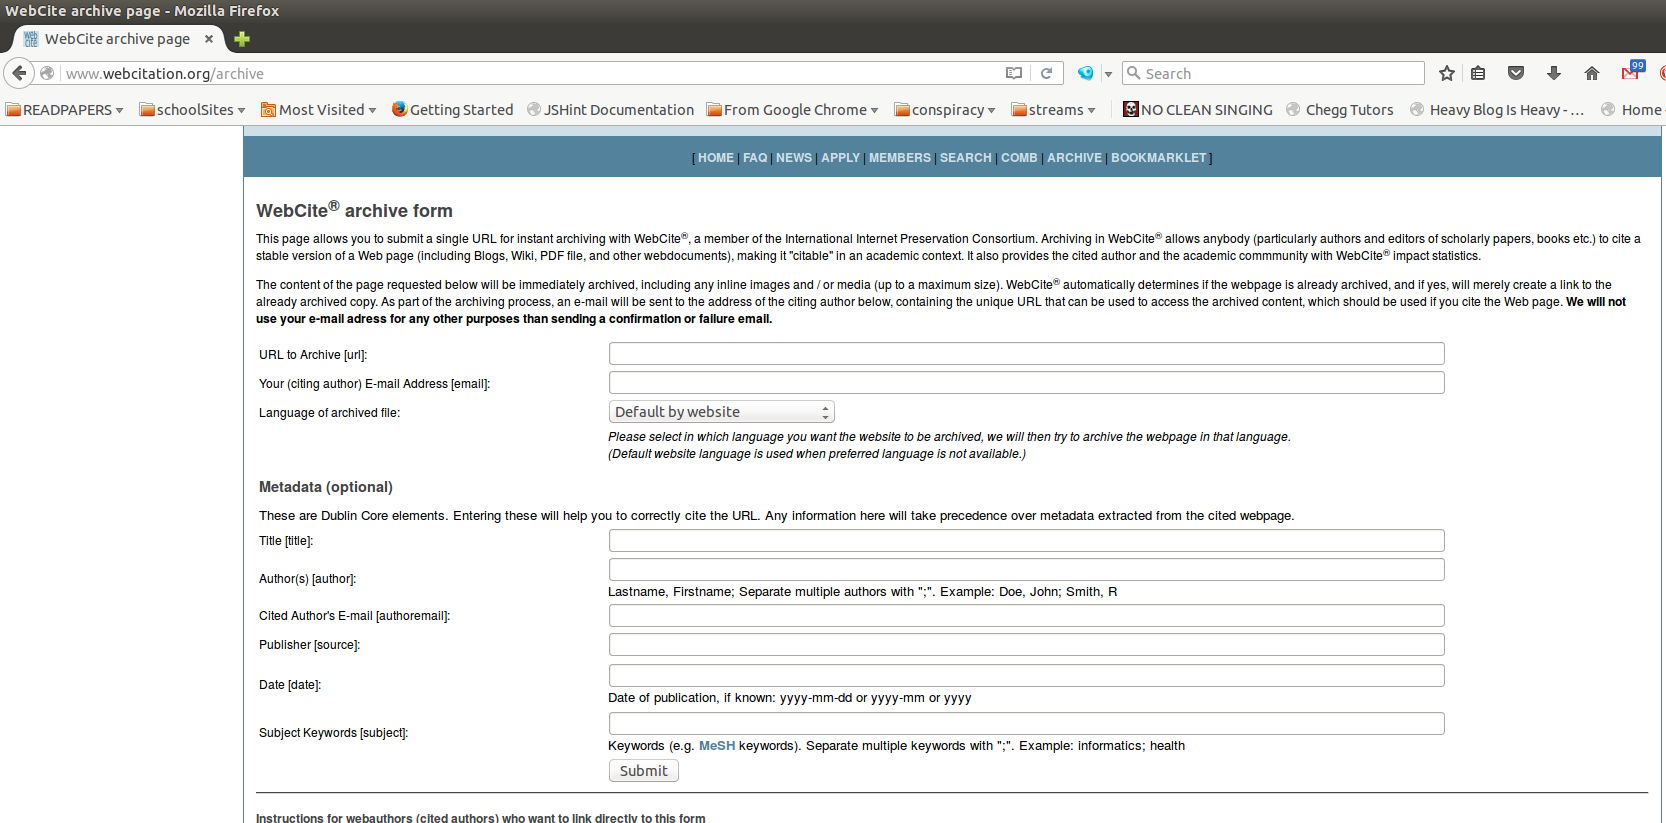 WebCite archive page - Mozilla Firefox
WebCite archive page
www.webcitation.org/archive
Search
99
READPAPERS schoolSites Most Visited Getting Started JSHint Documentation From Google Chrome conspiracy streams NO CLEAN SINGING Chegg Tutors Heavy Blog Is Heavy - ... Home
[ HOME | FAQ | NEWS | APPLY | MEMBERS | SEARCH | COMB | ARCHIVE | BOOKMARKLET ]
WebCite® archive form
This page allows you to submit a single URL for instant archiving with WebCite®, a member of the International Internet Preservation Consortium. Archiving in WebCite® allows anybody (particularly authors and editors of scholarly papers, books etc.) to cite a
stable version of a Web page (including Blogs, Wiki, PDF file, and other webdocuments), making it "citable" in an academic context. It also provides the cited author and the academic commmunity with WebCite® impact statistics.
The content of the page requested below will be immediately archived, including any inline images and / or media (up to a maximum size). WebCite® automatically determines if the webpage is already archived, and if yes, will merely create a link to the
already archived copy. As part of the archiving process, an e-mail will be sent to the address of the citing author below, containing the unique URL that can be used to access the archived content, which should be used if you cite the Web page. We will not
use your e-mail adress for any other purposes than sending a confirmation or failure email.
URL to Archive [url]:
Your (citing author) E-mail Address [email]:
Language of archived file:
Default by website
Please select in which language you want the website to be archived, we will then try to archive the webpage in that language.
(Default website language is used when preferred language is not available.)
Metadata (optional)
These are Dublin Core elements. Entering these will help you to correctly cite the URL. Any information here will take precedence over metadata extracted from the cited webpage.
Title [title]:
Author(s) [author]:
Lastname, Firstname; Separate multiple authors with ";". Example: Doe, John; Smith, R
Cited Author's E-mail [authoremail]:
Publisher [source]:
Date [date]:
Date of publication, if known: yyyy-mm-dd or yyyy-mm or yyyy
Subject Keywords [subject]:
Keywords (e.g. MeSH keywords). Separate multiple keywords with ";". Example: informatics; health
Submit
Instructions for webauthors (cited authors) who want to link directly to this form